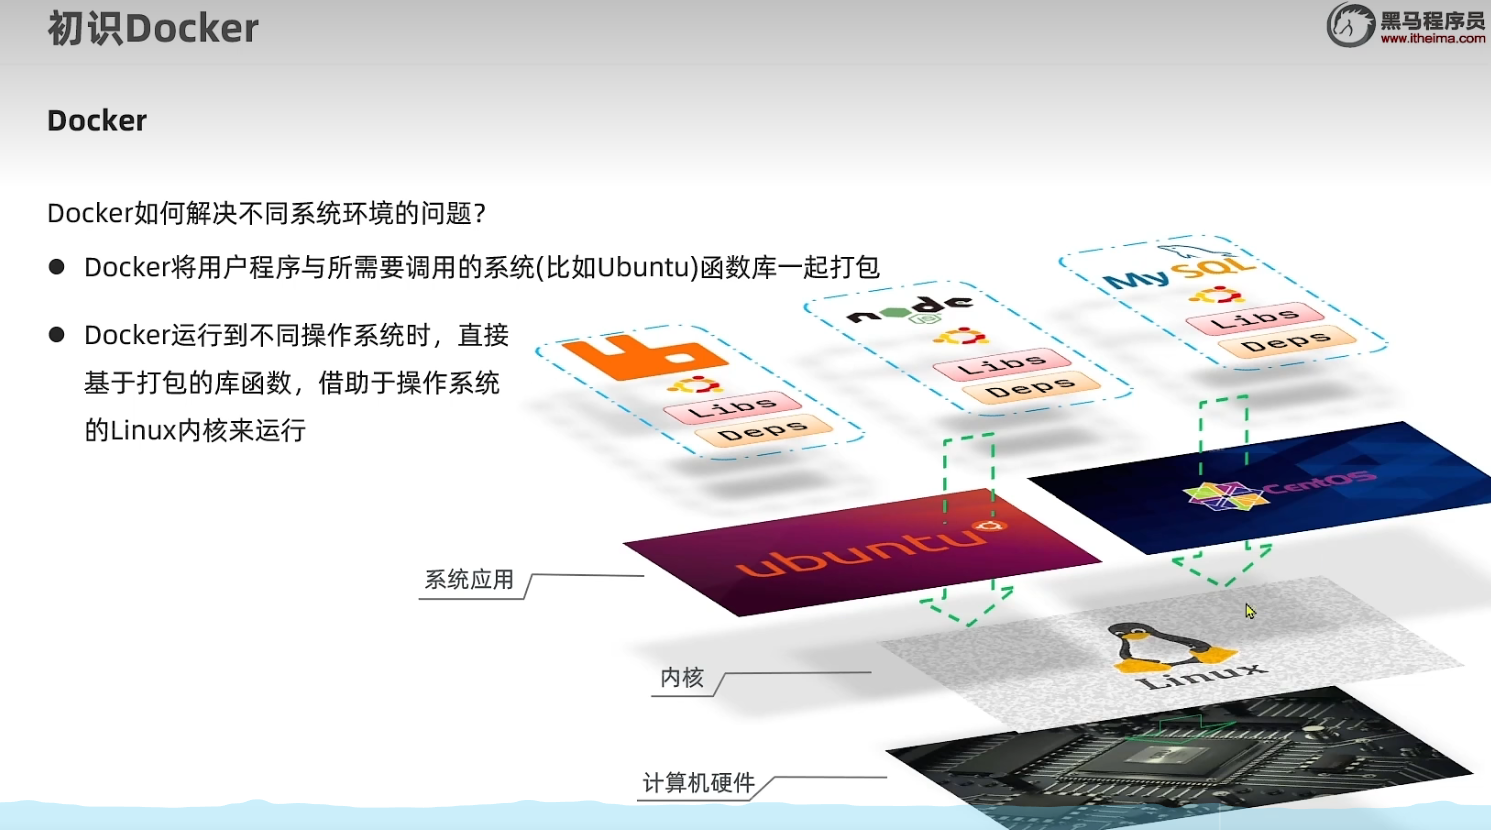 初识Docker
黑马程序员
www.itheima.com
Docker
Docker如何解决不同系统环境的问题？
● Docker将用户程序与所需要调用的系统(比如Ubuntu)函数库一起打包
● Docker运行到不同操作系统时，直接
基于打包的库函数，借助于操作系统
的Linux内核来运行
MySQL
Libs
Deps
node
JS
Libs
Deps
Libs
Deps
CentOS
ubuntu
系统应用
内核
Linux
计算机硬件